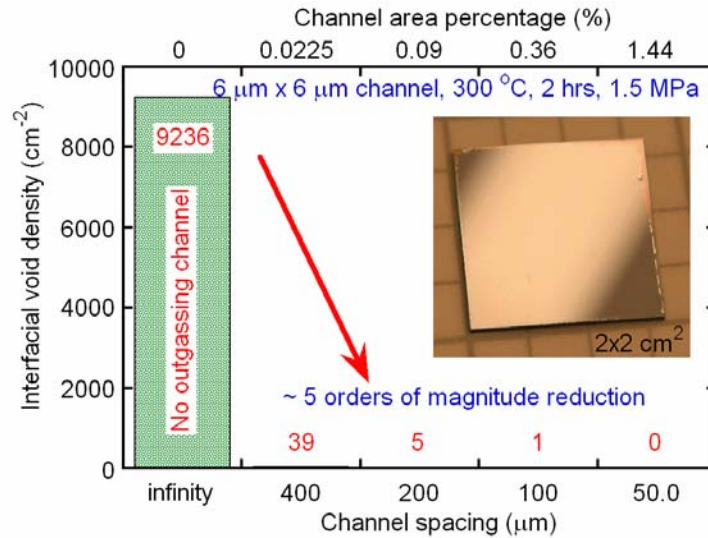 Channel area percentage (%)
0 0.0225 0.09 0.36 1.44
10000
8000
6000
4000
2000
0
Interfacial void density (cm-2)
6 μm x 6 μm channel, 300 oC, 2 hrs, 1.5 MPa
9236
No outgassing channel
2x2 cm2
~ 5 orders of magnitude reduction
39 5 1 0
infinity 400 200 100 50.0
Channel spacing (μm)